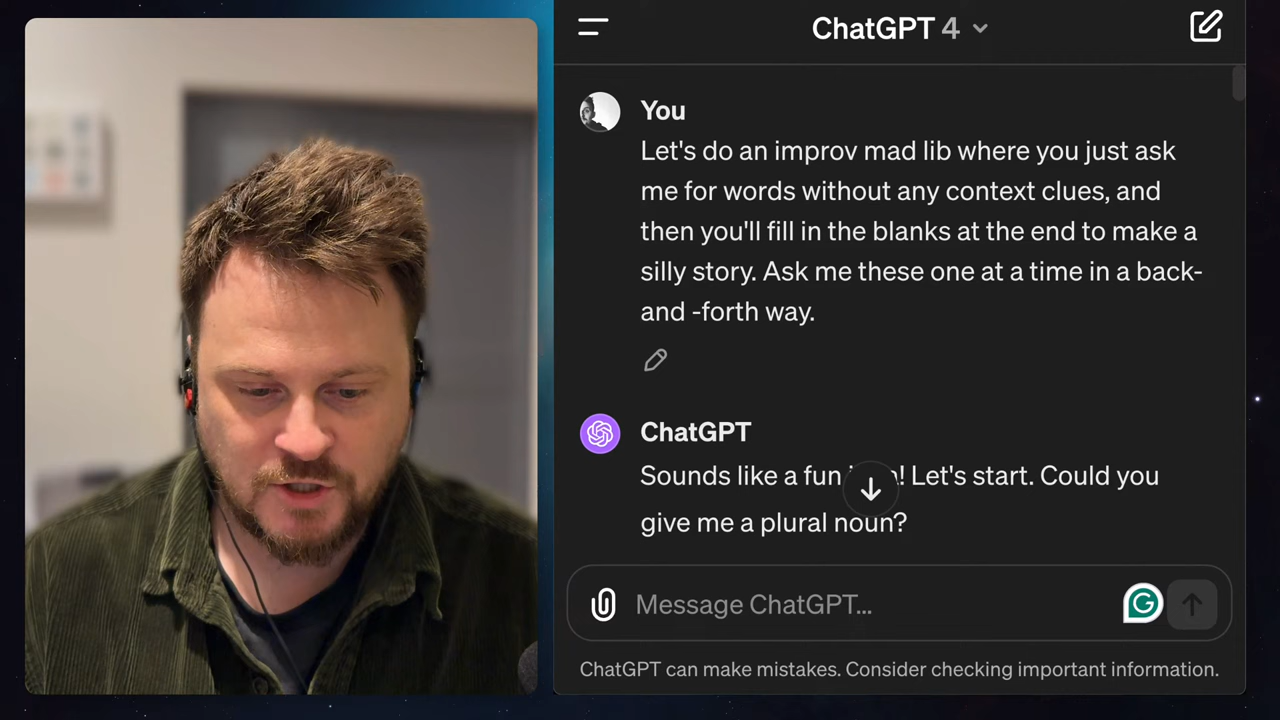 ChatGPT 4
You
Let's do an improv mad lib where you just ask
me for words without any context clues, and
then you'll fill in the blanks at the end to make a
silly story. Ask me these one at a time in a back-
and -forth way.
ChatGPT
Sounds like a fun ! Let's start. Could you
give me a plural noun?
Message ChatGPT...
ChatGPT can make mistakes. Consider checking important information.